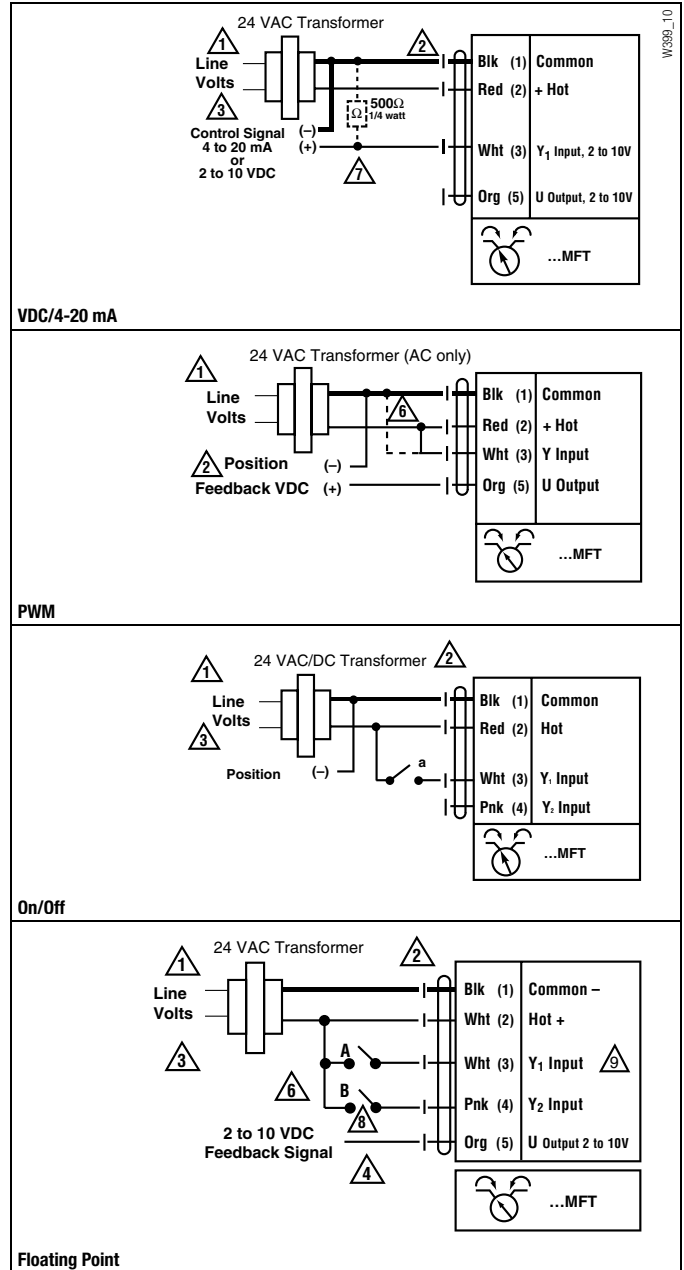 W399_10
24 VAC Transformer
1
Line
Volts
3
Control Signal
4 to 20 mA
or
2 to 10 VDC
(–)
(+)
Ω
500Ω
1/4 watt
7
2
Blk (1) Common
Red (2) + Hot
Wht (3) Y1 Input, 2 to 10V
Org (5) U Output, 2 to 10V
...MFT
VDC/4-20 mA
24 VAC Transformer (AC only)
1
Line
Volts
2 Position (–)
Feedback VDC (+)
6
Blk (1) Common
Red (2) + Hot
Wht (3) Y Input
Org (5) U Output
...MFT
PWM
24 VAC/DC Transformer 2
1
Line
Volts
3
Position (–)
a
Blk (1) Common
Red (2) Hot
Wht (3) Y1 Input
Pnk (4) Y2 Input
...MFT
On/Off
24 VAC Transformer
1
Line
Volts
3
2
A
6
B
8
2 to 10 VDC
Feedback Signal
4
Blk (1) Common –
Wht (2) Hot +
Wht (3) Y1 Input 9
Pnk (4) Y2 Input
Org (5) U Output 2 to 10V
...MFT
Floating Point